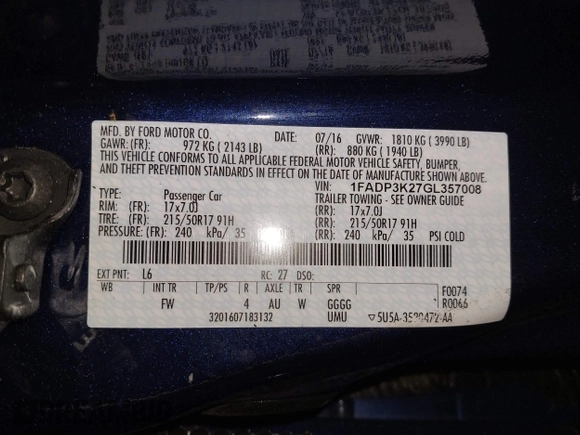 MFD. BY FORD MOTOR CO. DATE: 07/16 GVWR: 1810 KG ( 3990 LB)
GAWR: (FR): 972 KG ( 2143 LB) (RR): 880 KG ( 1940 LB)
THIS VEHICLE CONFORMS TO ALL APPLICABLE FEDERAL MOTOR VEHICLE SAFETY, BUMPER,
AND THEFT PREVENTION STANDARDS IN EFFECT ON THE DATE OF MANUFACTURE SHOWN ABOVE.
VIN: 1FADP3K27GL357008
TYPE: Passenger Car TRAILER TOWING - SEE OWNER GUIDE
RIM: (FR): 17x7.0J (RR): 17x7.0J
TIRE: (FR): 215/50R17 91H (RR): 215/50R17 91H
PRESSURE: (FR): 240 kPa/ 35 (RR): 240 kPa/ 35 PSI COLD
EXT PNT: L6 RC: 27 DSO:
WB INT TR TP/PS R AXLE TR SPR F0074
FW 4 AU W GGGG R0066
3201607183132 UMU